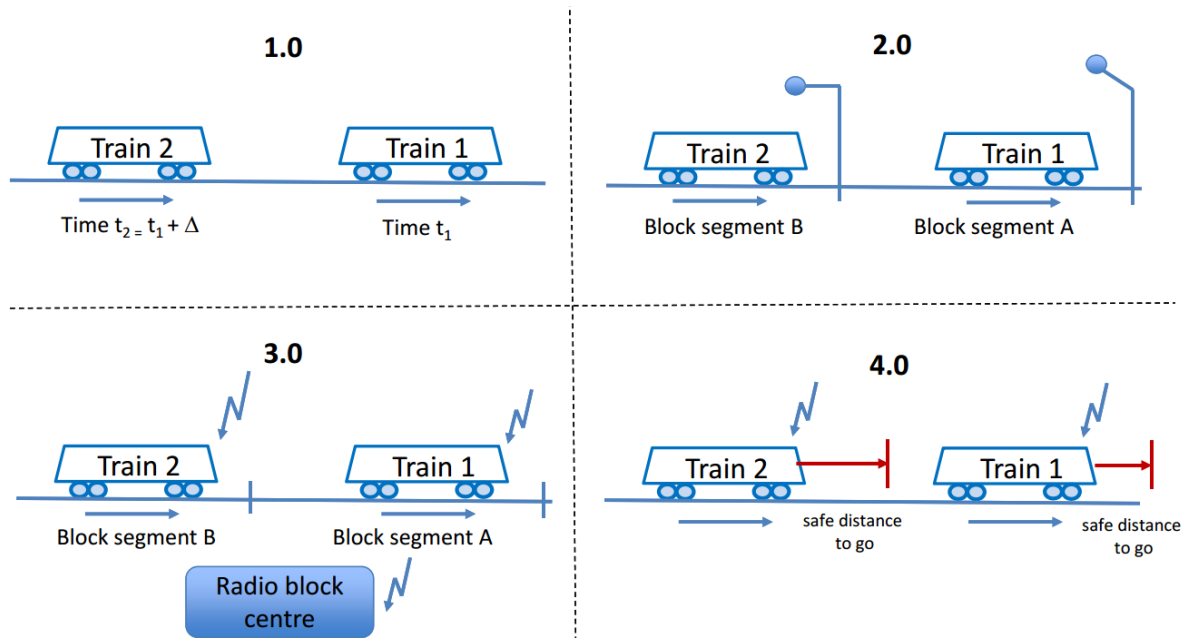 1.0
Train 2
Train 1
Time t₂ ₌ t₁ + Δ
Time t₁
2.0
Train 2
Train 1
Block segment B
Block segment A
3.0
Train 2
Train 1
Block segment B
Block segment A
Radio block
centre
4.0
Train 2
Train 1
safe distance
to go
safe distance
to go